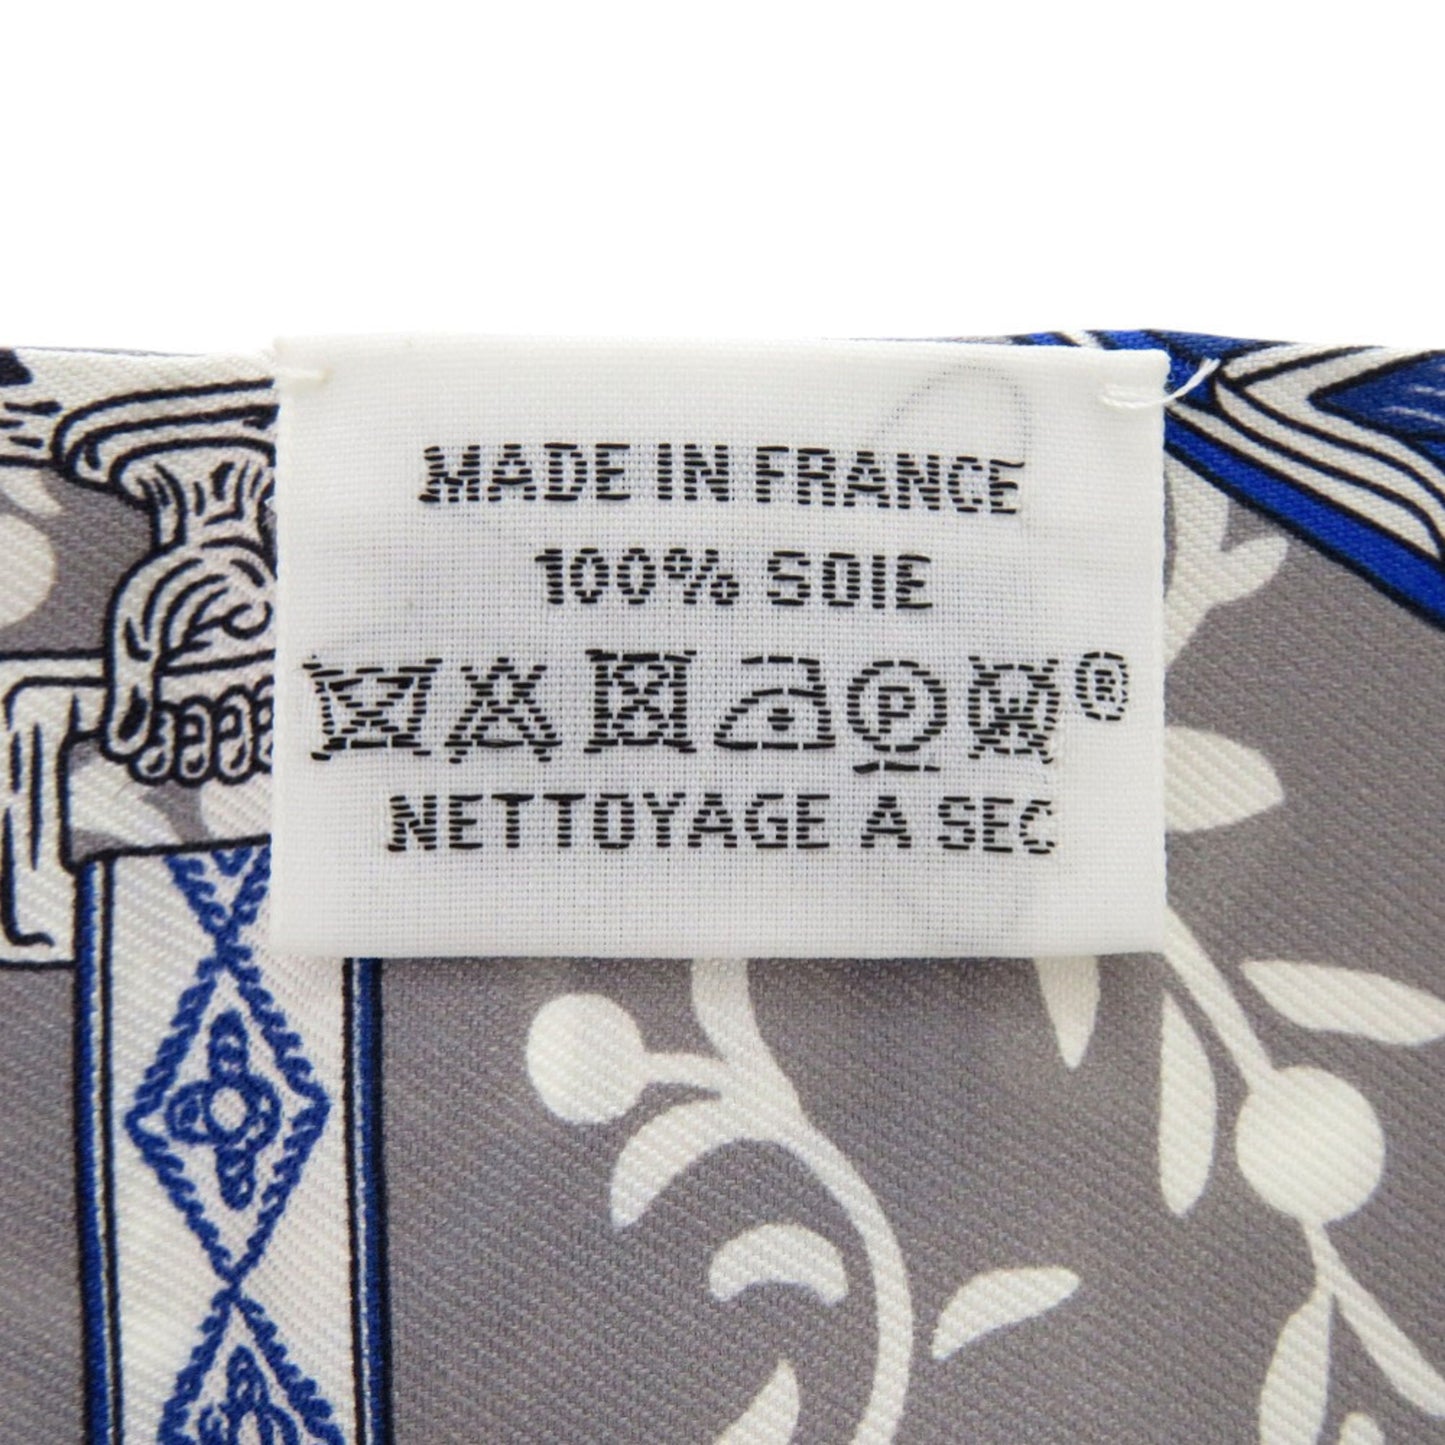 MADE IN FRANCE
100% SOIE
P ®
NETTOYAGE A SEC